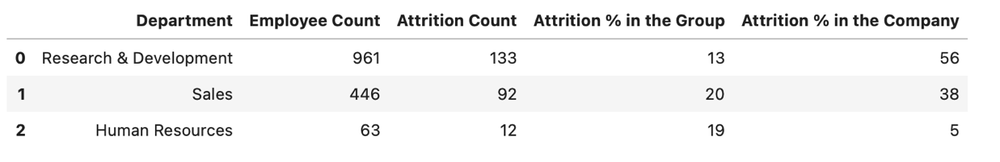 Department Employee Count Attrition Count Attrition % in the Group Attrition % in the Company
0 Research & Development 961 133 13 56
1 Sales 446 92 20 38
2 Human Resources 63 12 19 5